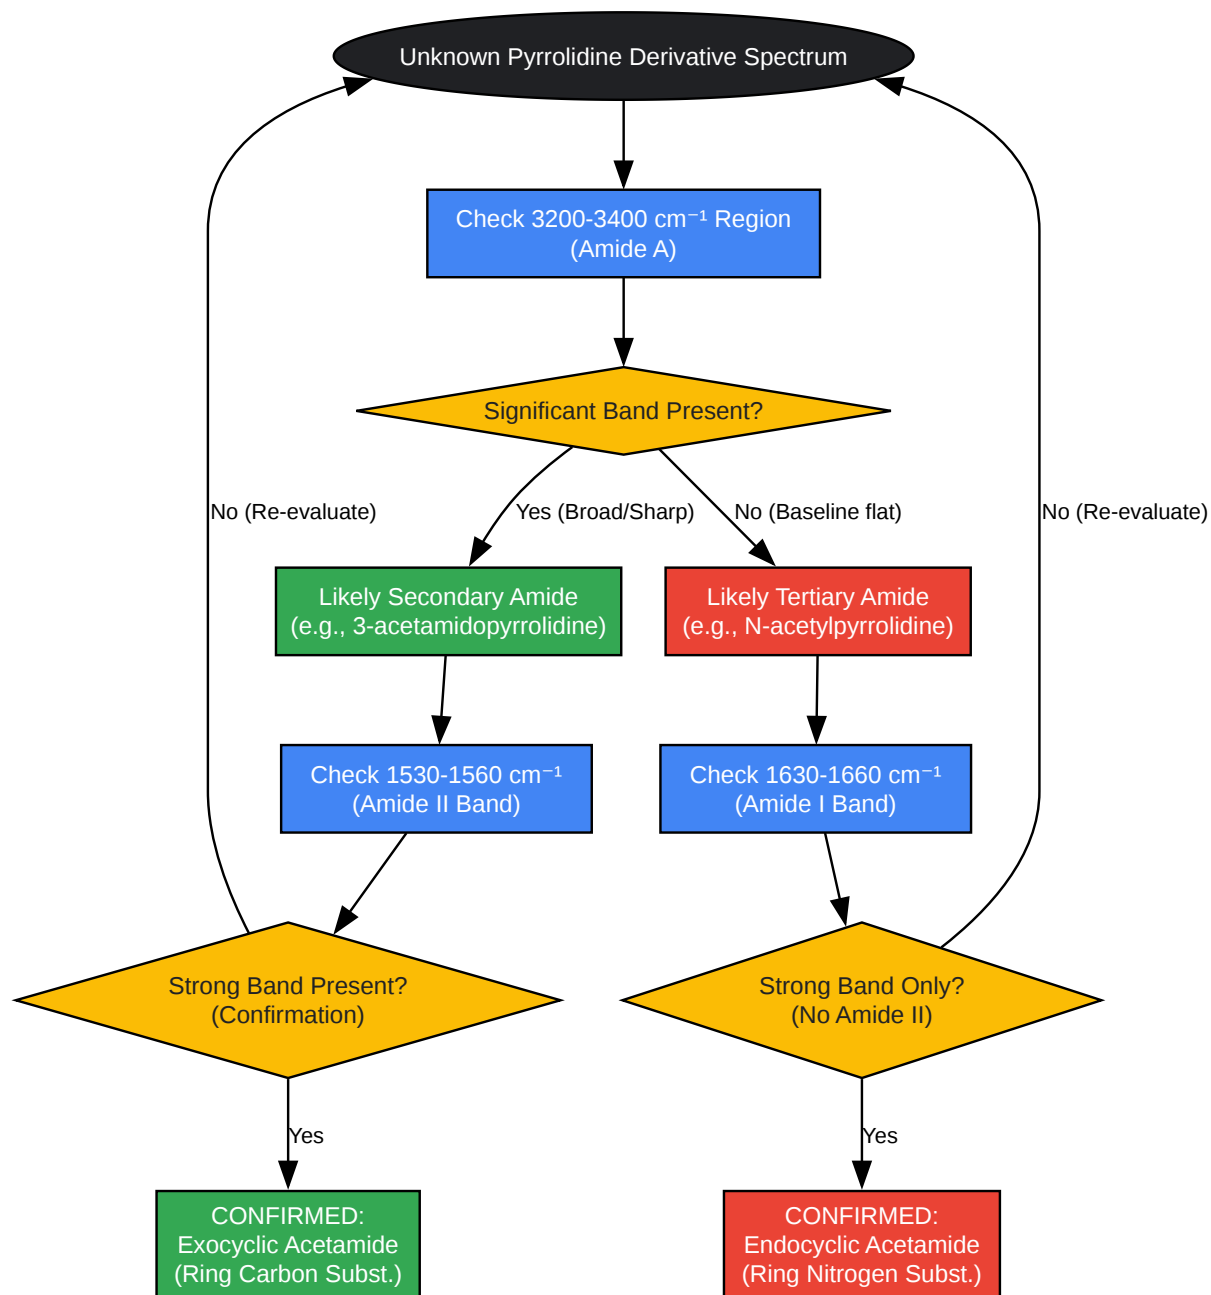 Unknown Pyrrolidine Derivative Spectrum
Check 3200-3400 cm⁻¹ Region
(Amide A)
Significant Band Present?
No (Re-evaluate)
Yes (Broad/Sharp)
No (Baseline flat)
No (Re-evaluate)
Likely Secondary Amide
(e.g., 3-acetamidopyrrolidine)
Likely Tertiary Amide
(e.g., N-acetylpyrrolidine)
Check 1530-1560 cm⁻¹
(Amide II Band)
Check 1630-1660 cm⁻¹
(Amide I Band)
Strong Band Present?
(Confirmation)
Strong Band Only?
(No Amide II)
Yes
Yes
CONFIRMED:
Exocyclic Acetamide
(Ring Carbon Subst.)
CONFIRMED:
Endocyclic Acetamide
(Ring Nitrogen Subst.)